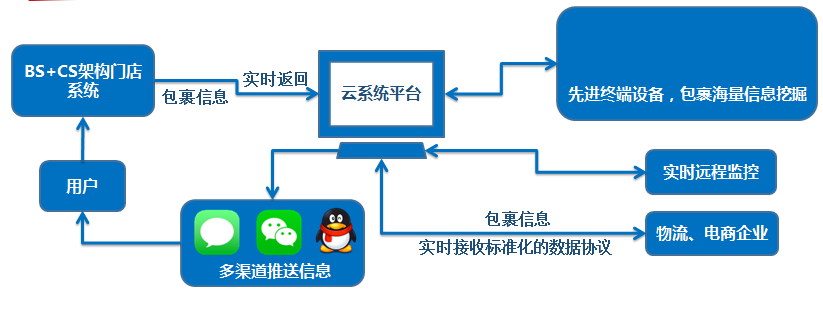 BS+CS架构门店
系统
包裹信息
实时返回
云系统平台
先进终端设备，包裹海量信息挖掘
用户
多渠道推送信息
实时远程监控
包裹信息
实时接收标准化的数据协议
物流、电商企业